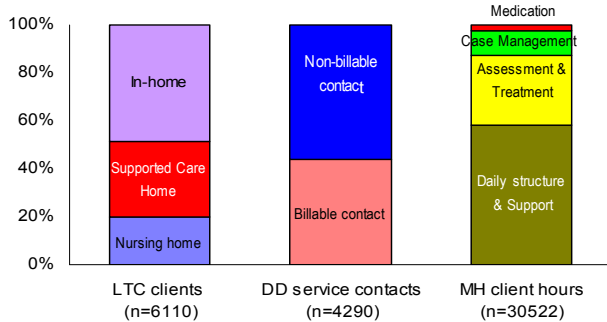 Medication
100%
Case Management
80%
60%
40%
20%
0%
In-home
Supported Care
Home
Nursing home
Non-billable
contact
Billable contact
Assessment &
Treatment
Daily structure
& Support
LTC clients
(n=6110)
DD service contacts
(n=4290)
MH client hours
(n=30522)